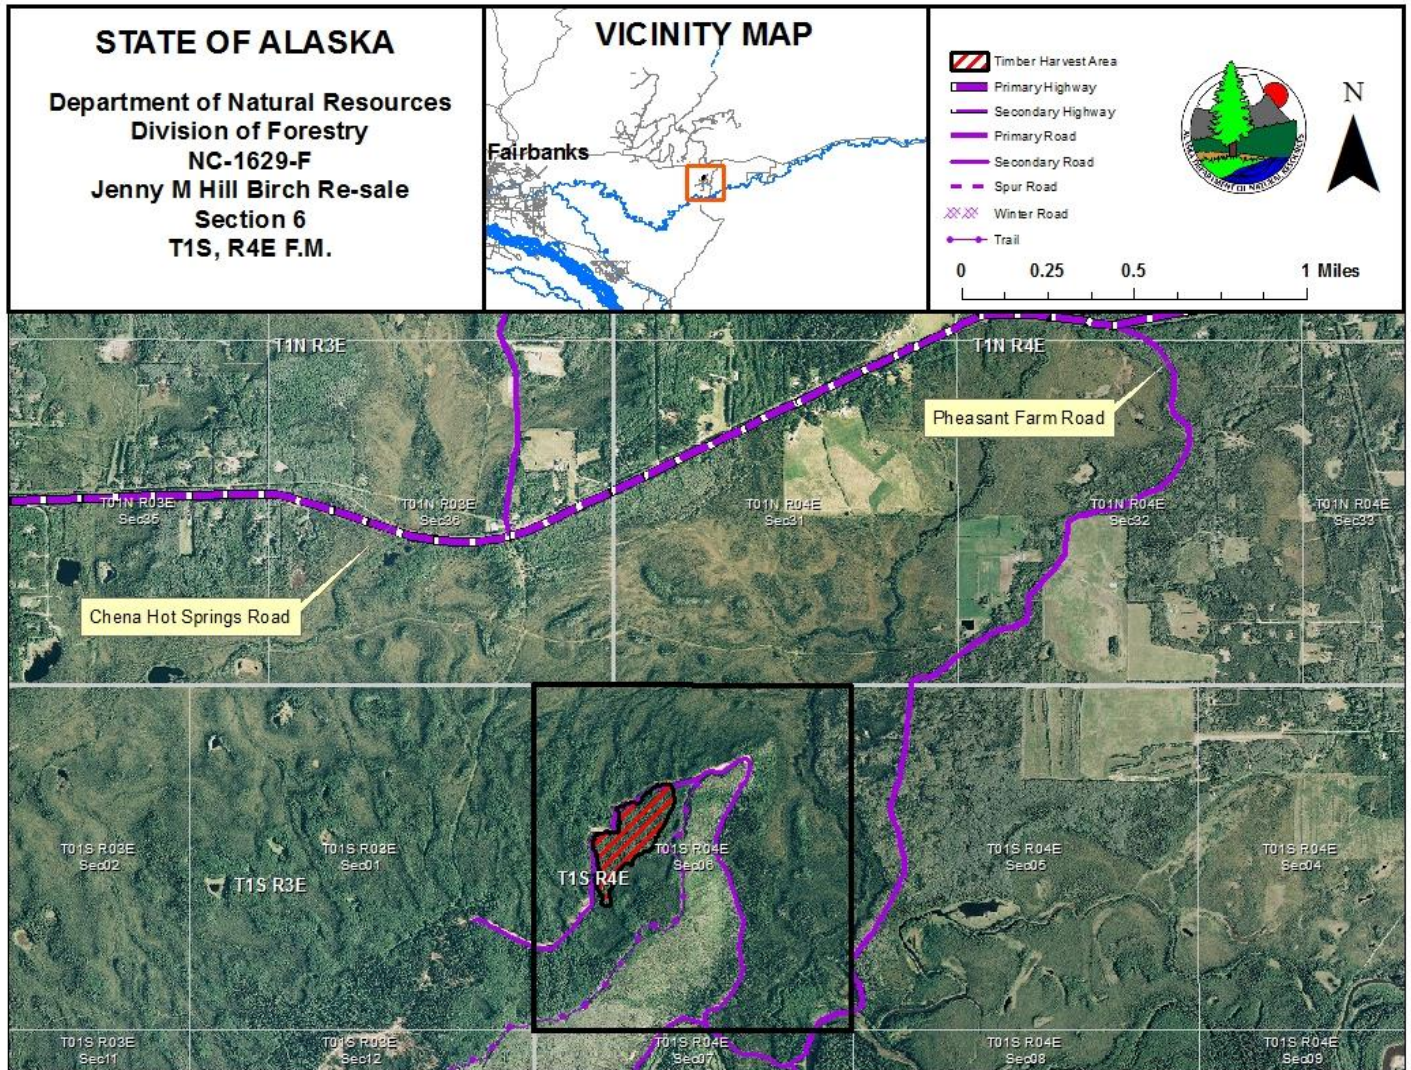 STATE OF ALASKA
Department of Natural Resources
Division of Forestry
NC-1629-F
Jenny M Hill Birch Re-sale
Section 6
T1S, R4E F.M.
VICINITY MAP
Fairbanks
Timber Harvest Area
Primary Highway
Secondary Highway
Primary Road
Secondary Road
Spur Road
Winter Road
Trail
N
0 0.25 0.5 1 Miles
T1N R3E
T1N R4E
Pheasant Farm Road
T01N R03E
Sec35
T01N R03E
Sec36
T01N R04E
Sec31
T01N R04E
Sec32
T01N R04E
Sec33
Chena Hot Springs Road
T01S R03E
Sec02
T01S R03E
Sec01
T01S R04E
Sec06
T01S R04E
Sec05
T01S R04E
Sec04
T1S R3E
T1S R4E
T01S R03E
Sec11
T01S R03E
Sec12
T01S R04E
Sec07
T01S R04E
Sec08
T01S R04E
Sec09